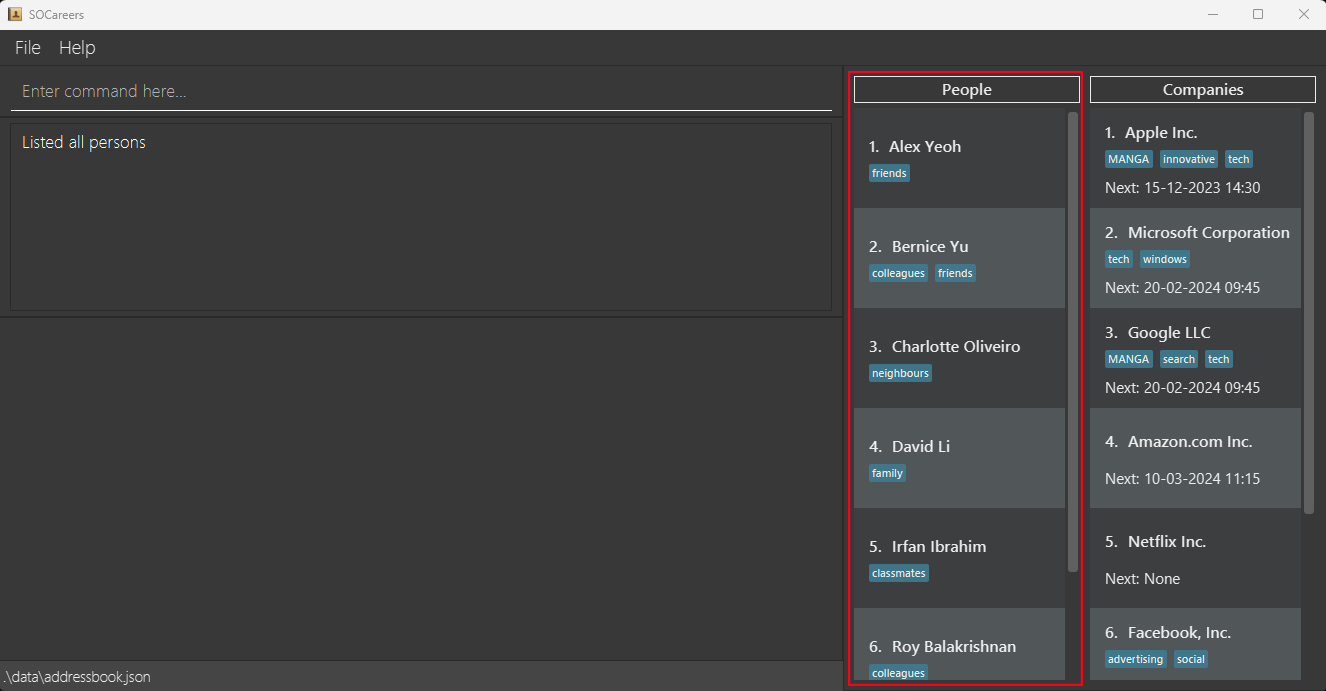 SOCareers
File Help
Enter command here...
Listed all persons
.\data\addressbook.json
People
1. Alex Yeoh
friends
2. Bernice Yu
colleagues friends
3. Charlotte Oliveiro
neighbours
4. David Li
family
5. Irfan Ibrahim
classmates
6. Roy Balakrishnan
colleagues
Companies
1. Apple Inc.
MANGA innovative tech
Next: 15-12-2023 14:30
2. Microsoft Corporation
tech windows
Next: 20-02-2024 09:45
3. Google LLC
MANGA search tech
Next: 20-02-2024 09:45
4. Amazon.com Inc.
Next: 10-03-2024 11:15
5. Netflix Inc.
Next: None
6. Facebook, Inc.
advertising social